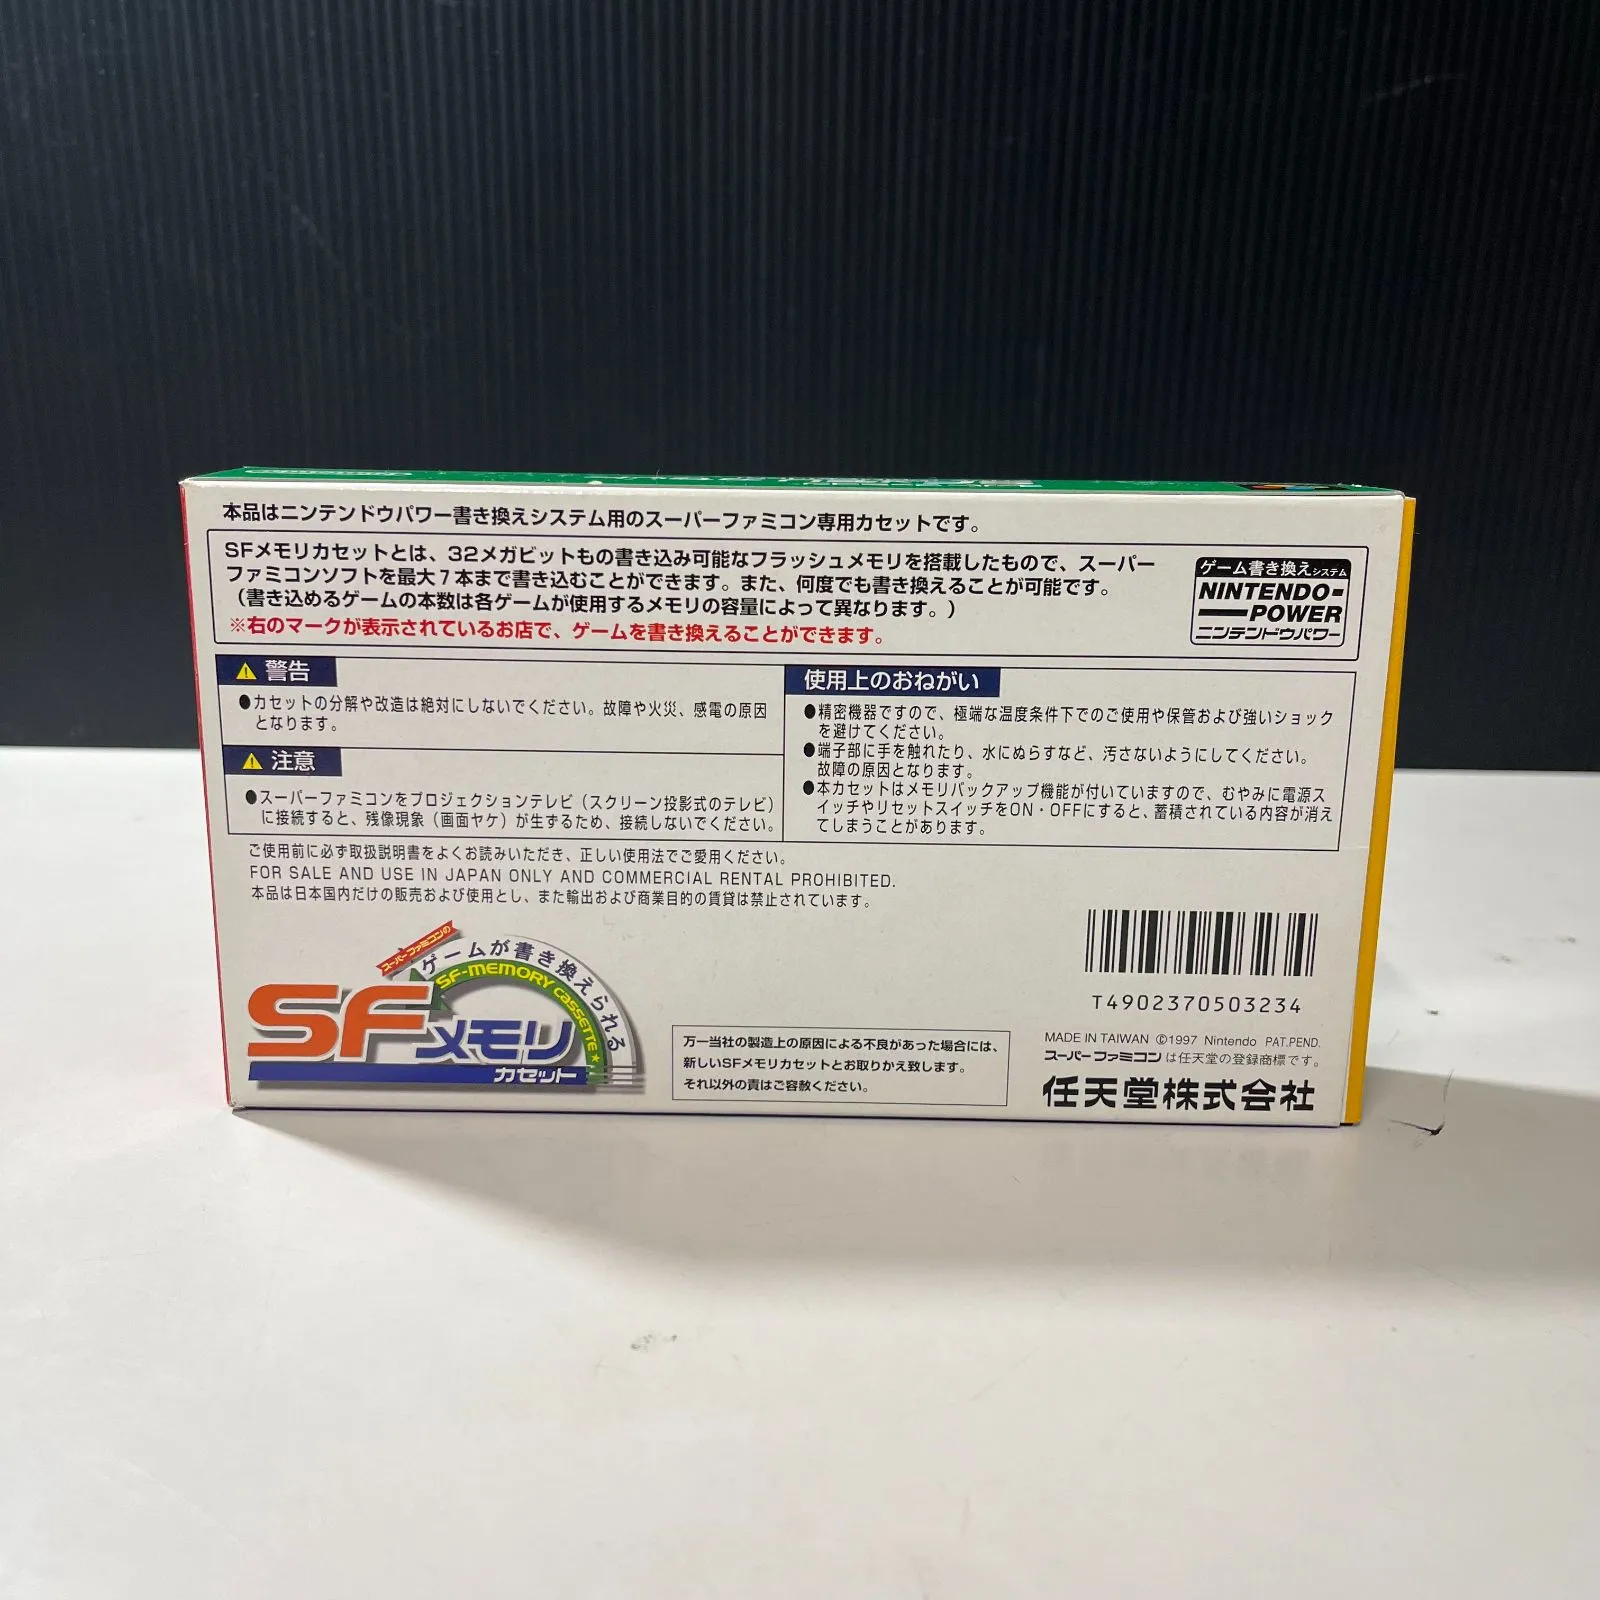 本品はニンテンドウパワー書き換えシステム用のスーパーファミコン専用カセットです。
SFメモリカセットとは、32メガビットもの書き込み可能なフラッシュメモリを搭載したもので、スーパー
ファミコンソフトを最大7本まで書き込むことができます。また、何度でも書き換えることが可能です。
（書き込めるゲームの本数は各ゲームが使用するメモリの容量によって異なります。）
※右のマークが表示されているお店で、ゲームを書き換えることができます。
ゲーム書き換えシステム
NINTENDO
POWER
ニンテンドウパワー
警告
●カセットの分解や改造は絶対にしないでください。故障や火災、感電の原因
となります。
注意
●スーパーファミコンをプロジェクションテレビ（スクリーン投影式のテレビ）
に接続すると、残像現象（画面ヤケ）が生ずるため、接続しないでください。
使用上のおねがい
●精密機器ですので、極端な温度条件下でのご使用や保管および強いショック
を避けてください。
●端子部に手を触れたり、水にぬらすなど、汚さないようにしてください。
故障の原因となります。
●本カセットはメモリバックアップ機能が付いていますので、むやみに電源ス
イッチやリセットスイッチをON・OFFにすると、蓄積されている内容が消え
てしまうことがあります。
ご使用前に必ず取扱説明書をよくお読みいただき、正しい使用法でご愛用ください。
FOR SALE AND USE IN JAPAN ONLY AND COMMERCIAL RENTAL PROHIBITED.
本品は日本国内だけの販売および使用とし、また輸出および商業目的の賃貸は禁止されています。
スーパーファミコンの
ゲームが書き換えられる
SF-MEMORY CASSETTE★
SFメモリ
カセット
万一当社の製造上の原因による不良があった場合には、
新しいSFメモリカセットとお取りかえ致します。
それ以外の責はご容赦ください。
T4902370503234
MADE IN TAIWAN ©1997 Nintendo PAT.PEND.
スーパーファミコンは任天堂の登録商標です。
任天堂株式会社